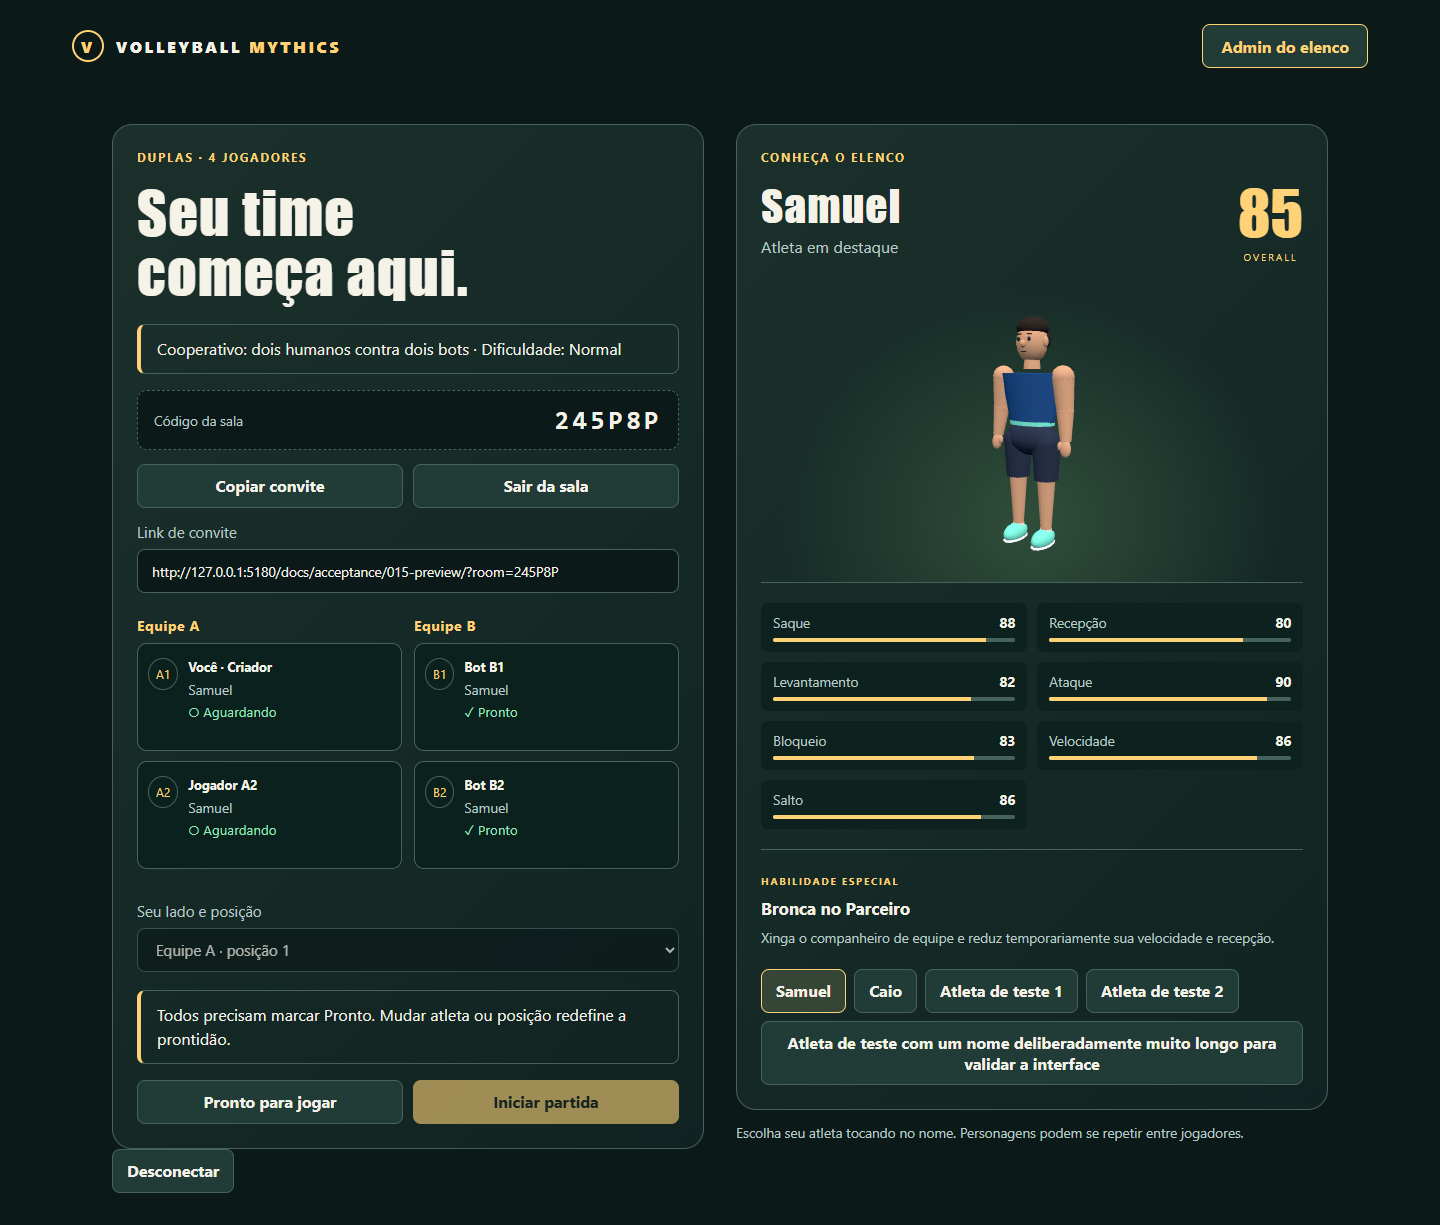 V VOLLEYBALL MYTHICS
Admin do elenco
DUPLAS · 4 JOGADORES
Seu time
começa aqui.
Cooperativo: dois humanos contra dois bots · Dificuldade: Normal
Código da sala 245P8P
Copiar convite
Sair da sala
Link de convite
http://127.0.0.1:5180/docs/acceptance/015-preview/?room=245P8P
Equipe A
A1
Você · Criador
Samuel
○ Aguardando
A2
Jogador A2
Samuel
○ Aguardando
Equipe B
B1
Bot B1
Samuel
✓ Pronto
B2
Bot B2
Samuel
✓ Pronto
Seu lado e posição
Equipe A · posição 1
Todos precisam marcar Pronto. Mudar atleta ou posição redefine a
prontidão.
Pronto para jogar
Iniciar partida
Desconectar
CONHEÇA O ELENCO
Samuel
Atleta em destaque
85
OVERALL
Saque 88
Recepção 80
Levantamento 82
Ataque 90
Bloqueio 83
Velocidade 86
Salto 86
HABILIDADE ESPECIAL
Bronca no Parceiro
Xinga o companheiro de equipe e reduz temporariamente sua velocidade e recepção.
Samuel
Caio
Atleta de teste 1
Atleta de teste 2
Atleta de teste com um nome deliberadamente muito longo para
validar a interface
Escolha seu atleta tocando no nome. Personagens podem se repetir entre jogadores.